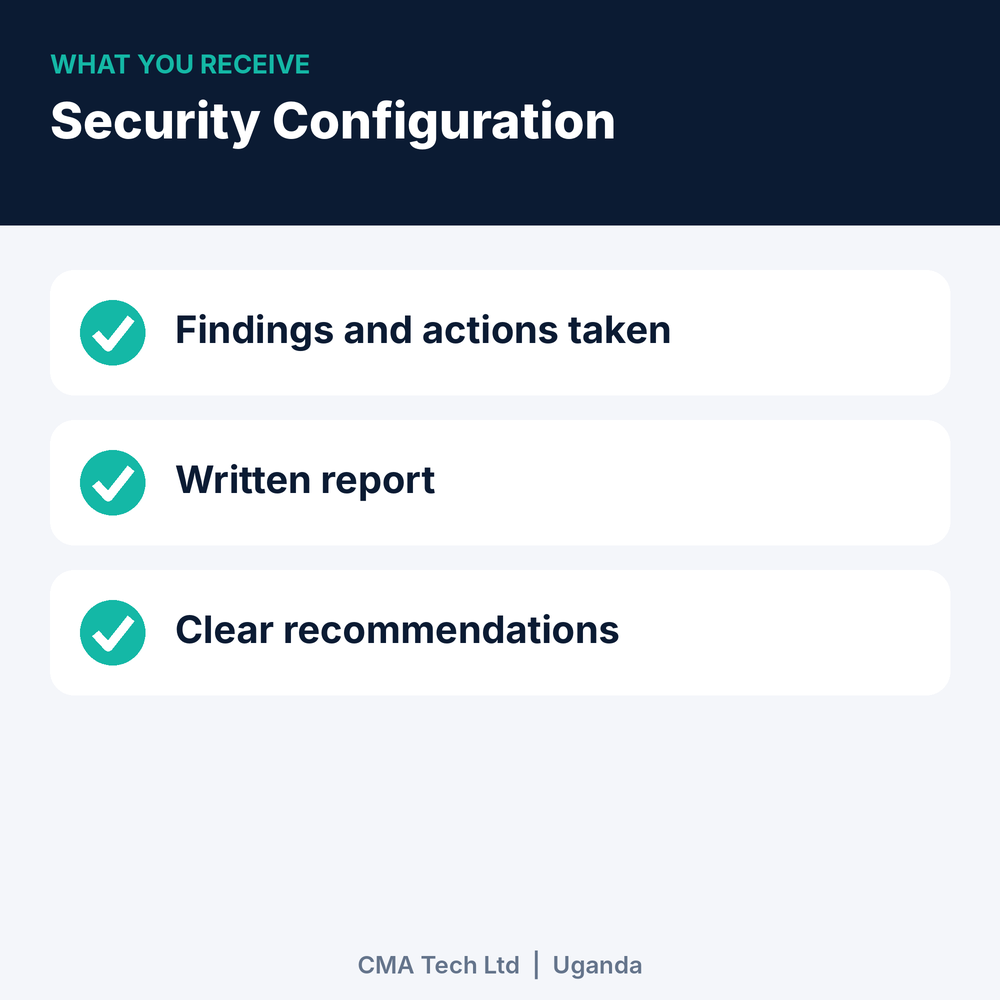 WHAT YOU RECEIVE
Security Configuration
Findings and actions taken
Written report
Clear recommendations
CMA Tech Ltd | Uganda